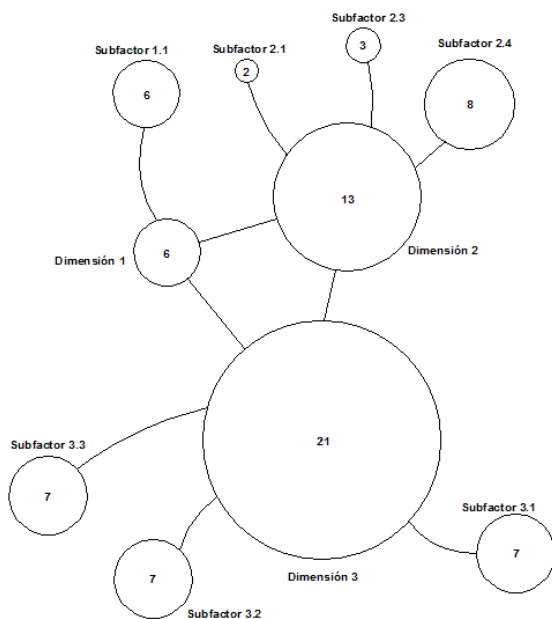 Subfactor 2.3
3
Subfactor 2.4
8
Subfactor 1.1
6
Subfactor 2.1
2
13
Dimensión 2
Dimensión 1
6
21
Dimensión 3
Subfactor 3.3
7
Subfactor 3.1
7
7
Subfactor 3.2